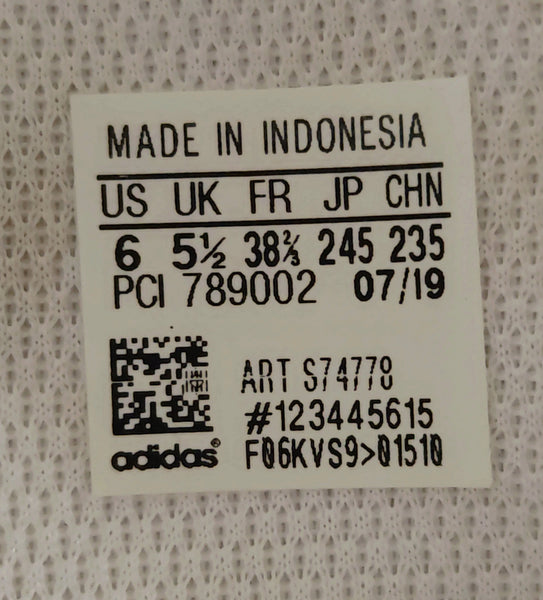 MADE IN INDONESIA
US UK FR JP CHN
6 5½ 38⅔ 245 235
PCI 789002 07/19
ART S74778
#123445615
adidas® F06KVS9>01510